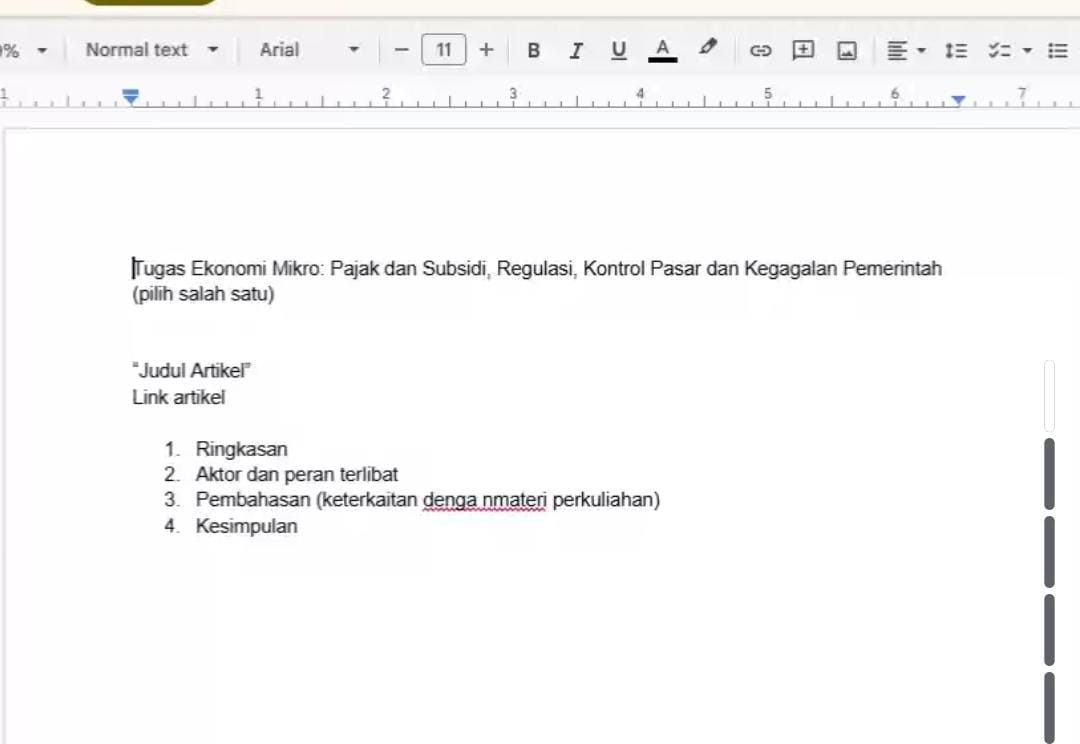 % Normal text Arial − 11 + B I U A
1 1 2 3 4 5 6 7
Tugas Ekonomi Mikro: Pajak dan Subsidi, Regulasi, Kontrol Pasar dan Kegagalan Pemerintah
(pilih salah satu)
“Judul Artikel”
Link artikel
1. Ringkasan
2. Aktor dan peran terlibat
3. Pembahasan (keterkaitan denga nmateri perkuliahan)
4. Kesimpulan